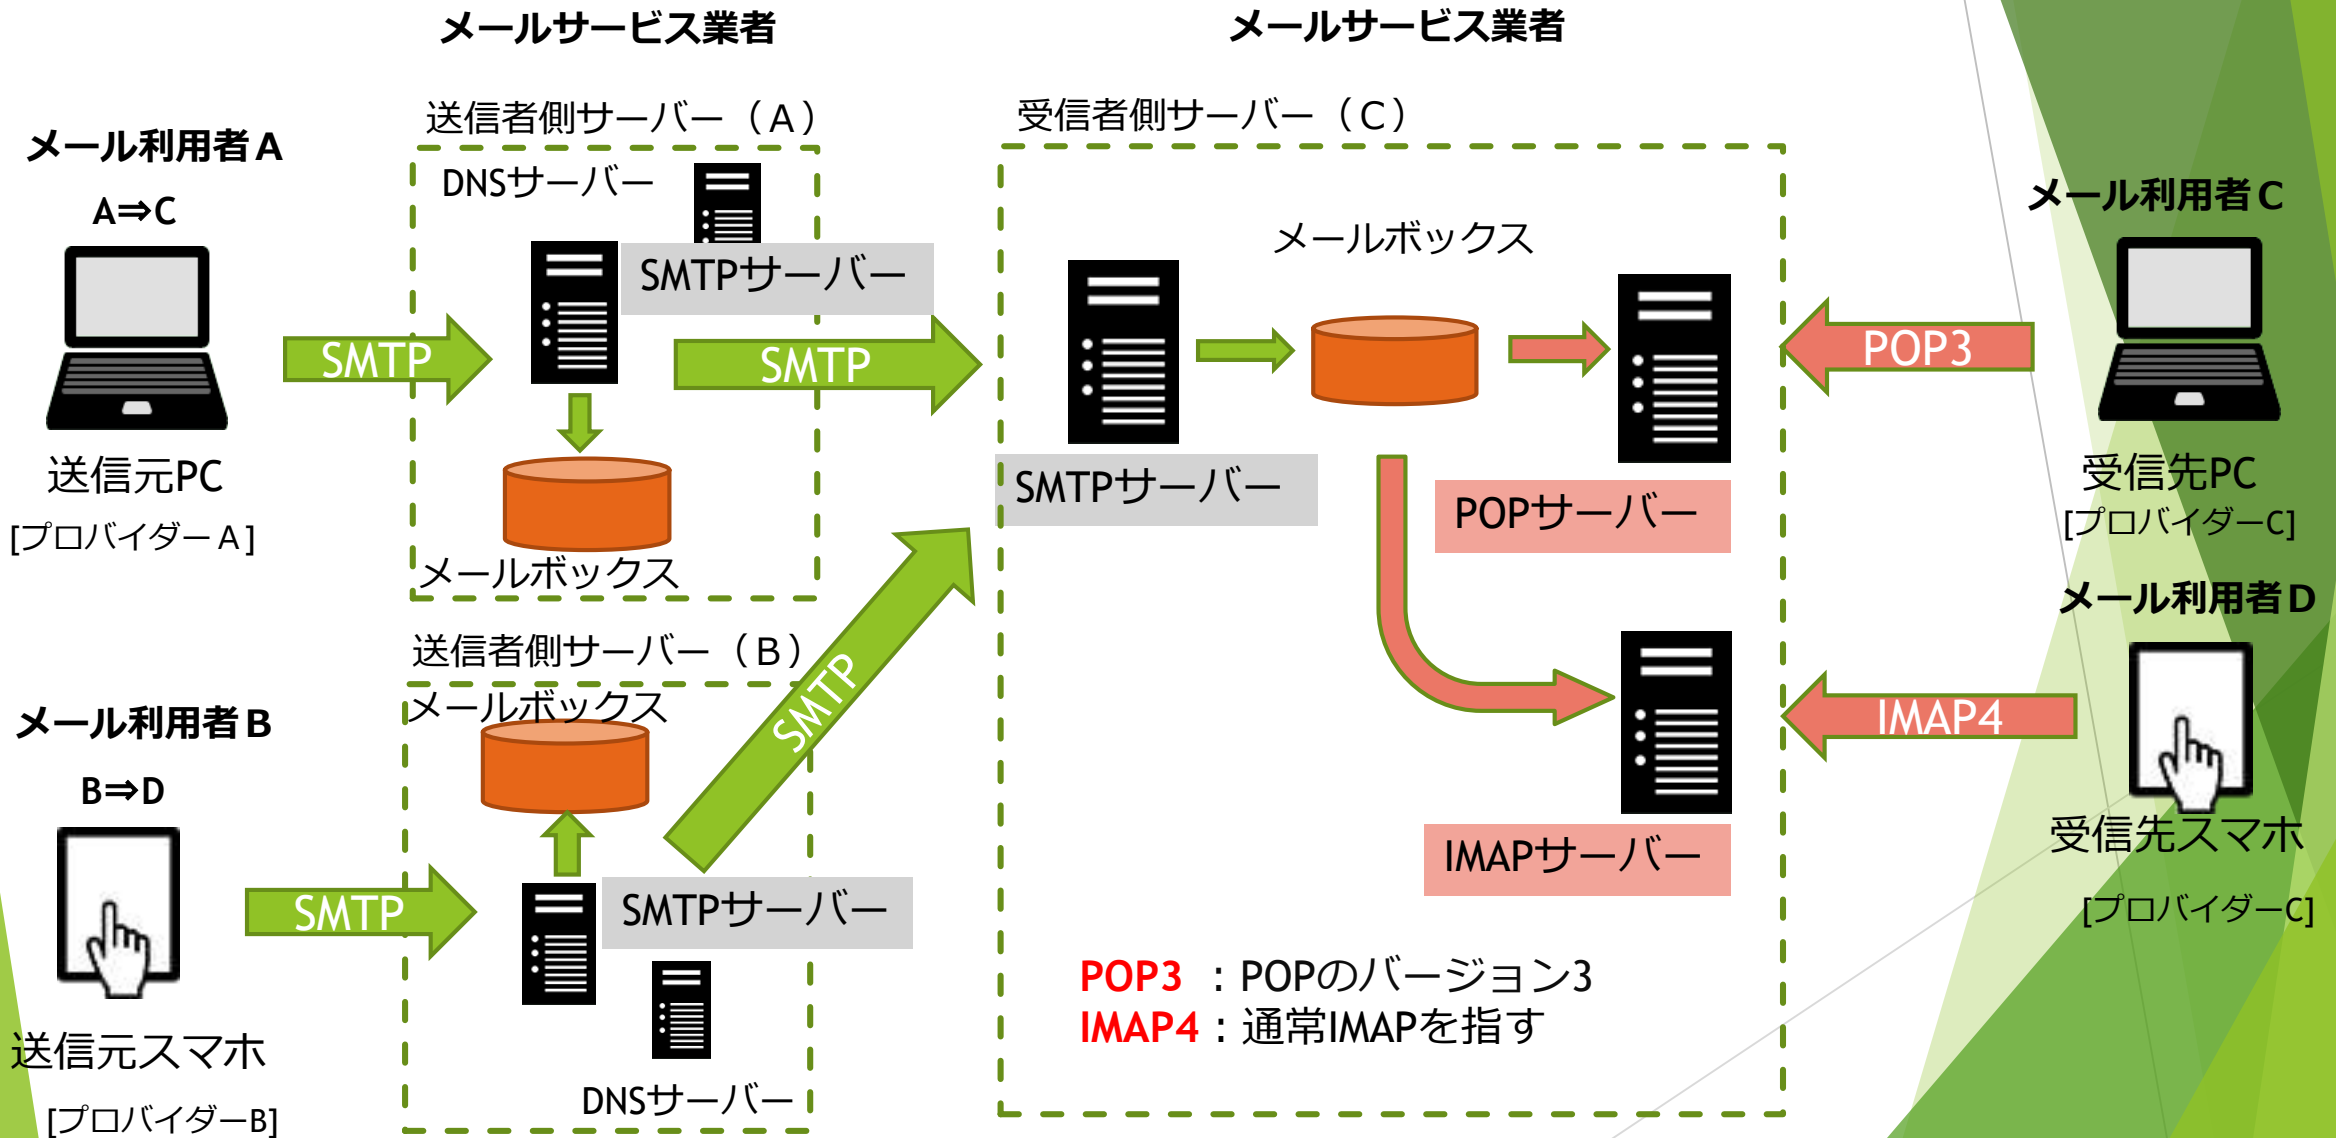 メールサービス業者
メールサービス業者
送信者側サーバー（A）
受信者側サーバー（C）
メール利用者A
A⇒C
DNSサーバー
SMTPサーバー
SMTP
SMTP
送信元PC
[プロバイダーA]
メールボックス
メールボックス
SMTPサーバー
POPサーバー
POP3
メール利用者C
受信先PC
[プロバイダーC]
送信者側サーバー（B）
メールボックス
メール利用者B
B⇒D
SMTP
SMTP
SMTPサーバー
DNSサーバー
送信元スマホ
[プロバイダーB]
IMAPサーバー
IMAP4
メール利用者D
受信先スマホ
[プロバイダーC]
POP3 ：POPのバージョン3
IMAP4：通常IMAPを指す